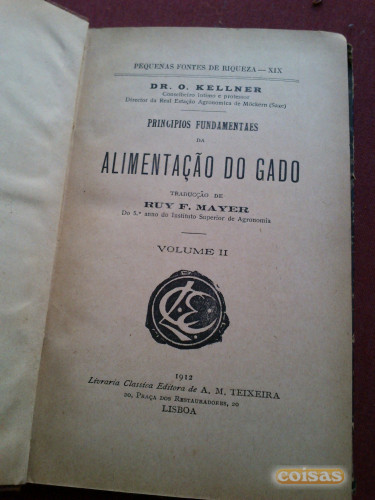 PEQUENAS FONTES DE RIQUEZA — XIX
DR. O. KELLNER
Conselheiro intimo e professor
Director da Real Estação Agronomica de Möckern (Saxe)
PRINCIPIOS FUNDAMENTAES
DA
ALIMENTAÇÃO DO GADO
TRADUCÇÃO DE
RUY F. MAYER
Do 5.º anno do Instituto Superior de Agronomia
VOLUME II
1912
Livraria Classica Editora de A. M. TEIXEIRA
20, PRAÇA DOS RESTAURADORES, 20
LISBOA
coisas